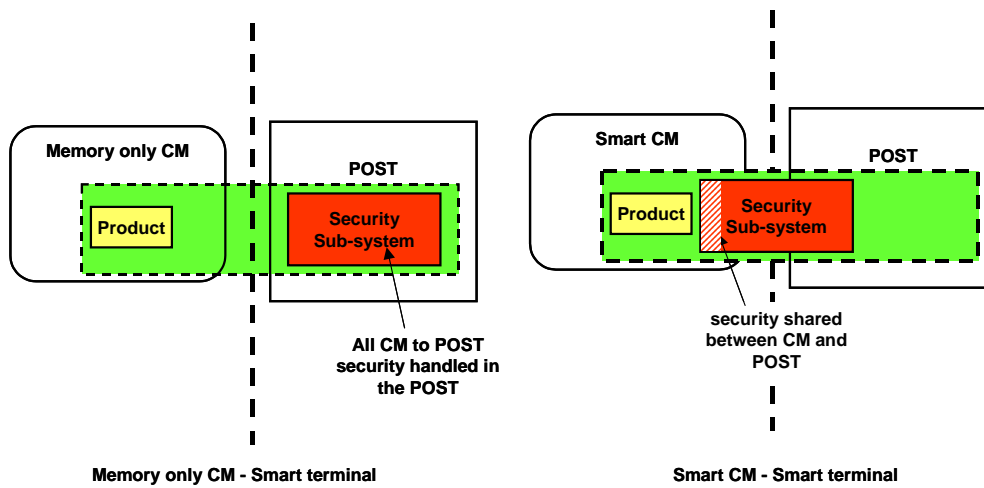 Memory only CM
POST
Product
Security
Sub-system
All CM to POST
security handled in
the POST
Memory only CM - Smart terminal
Smart CM
POST
Product
Security
Sub-system
security shared
between CM and
POST
Smart CM - Smart terminal